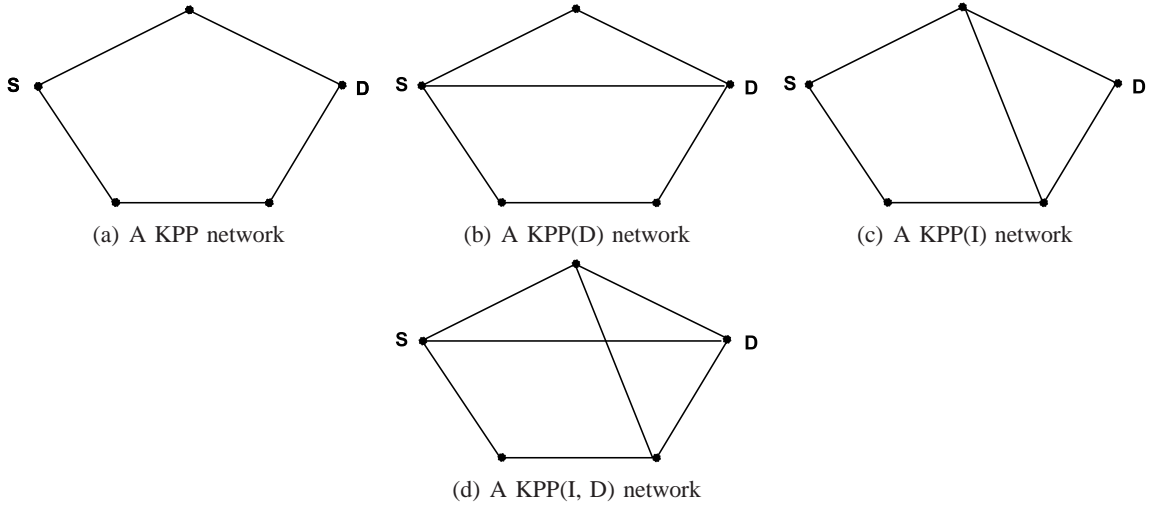 S
D
S
D
S
D
(a) A KPP network
(b) A KPP(D) network
(c) A KPP(I) network
S
D
(d) A KPP(I, D) network